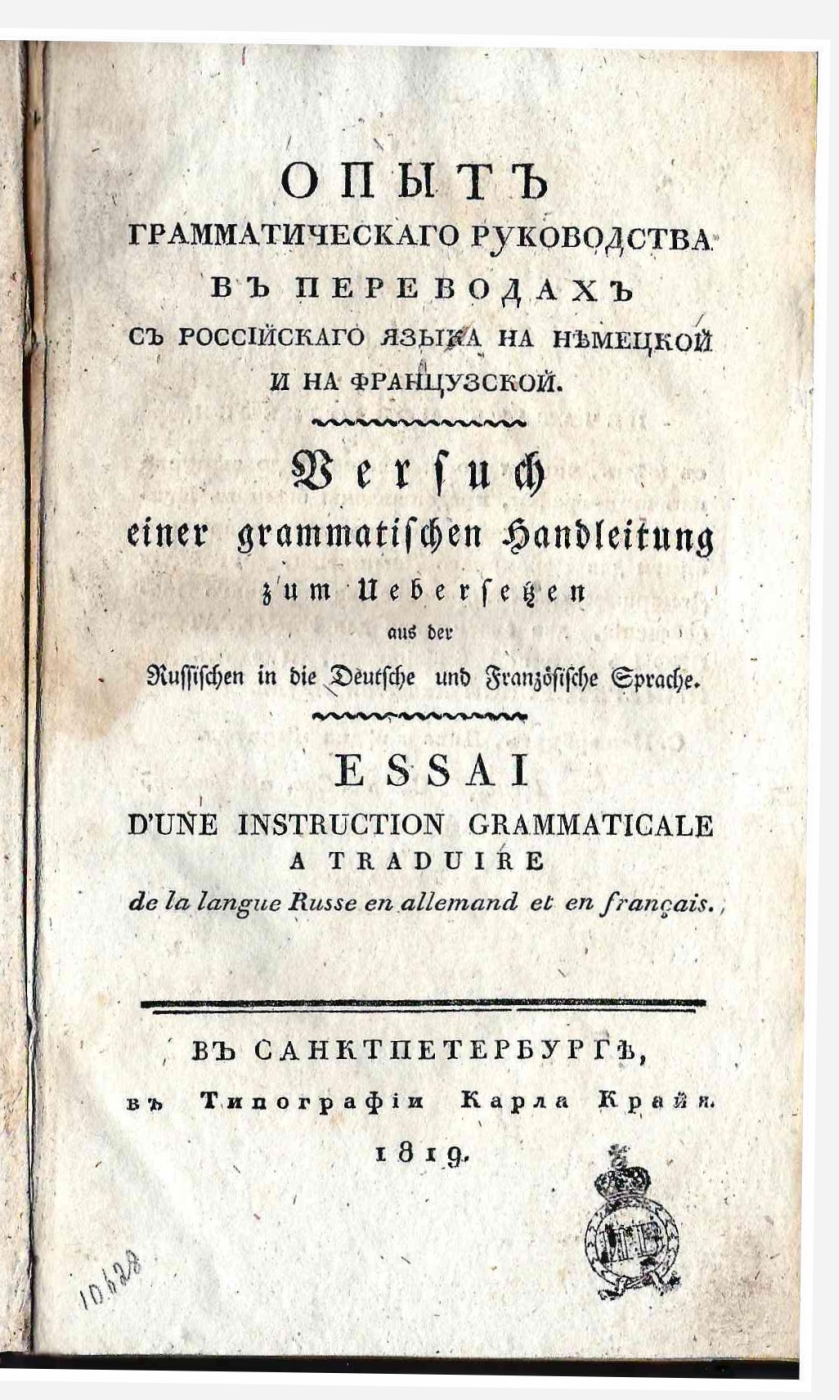 ОПЫТЪ
ГРАММАТИЧЕСКАГО РУКОВОДСТВА
ВЪ ПЕРЕВОДАХЪ
СЪ РОССІЙСКАГО ЯЗЫКА НА НѢМЕЦКОЙ
И НА ФРАНЦУЗСКОЙ.
Verſuch
einer grammatiſchen Handleitung
zum Ueberſetzen
aus der
Ruſſiſchen in die Deutſche und Franzöſiſche Sprache.
ESSAI
D'UNE INSTRUCTION GRAMMATICALE
A TRADUIRE
de la langue Russe en allemand et en français.
ВЪ САНКТПЕТЕРБУРГѢ,
въ Типографіи Карла Крайя.
1819.
10628